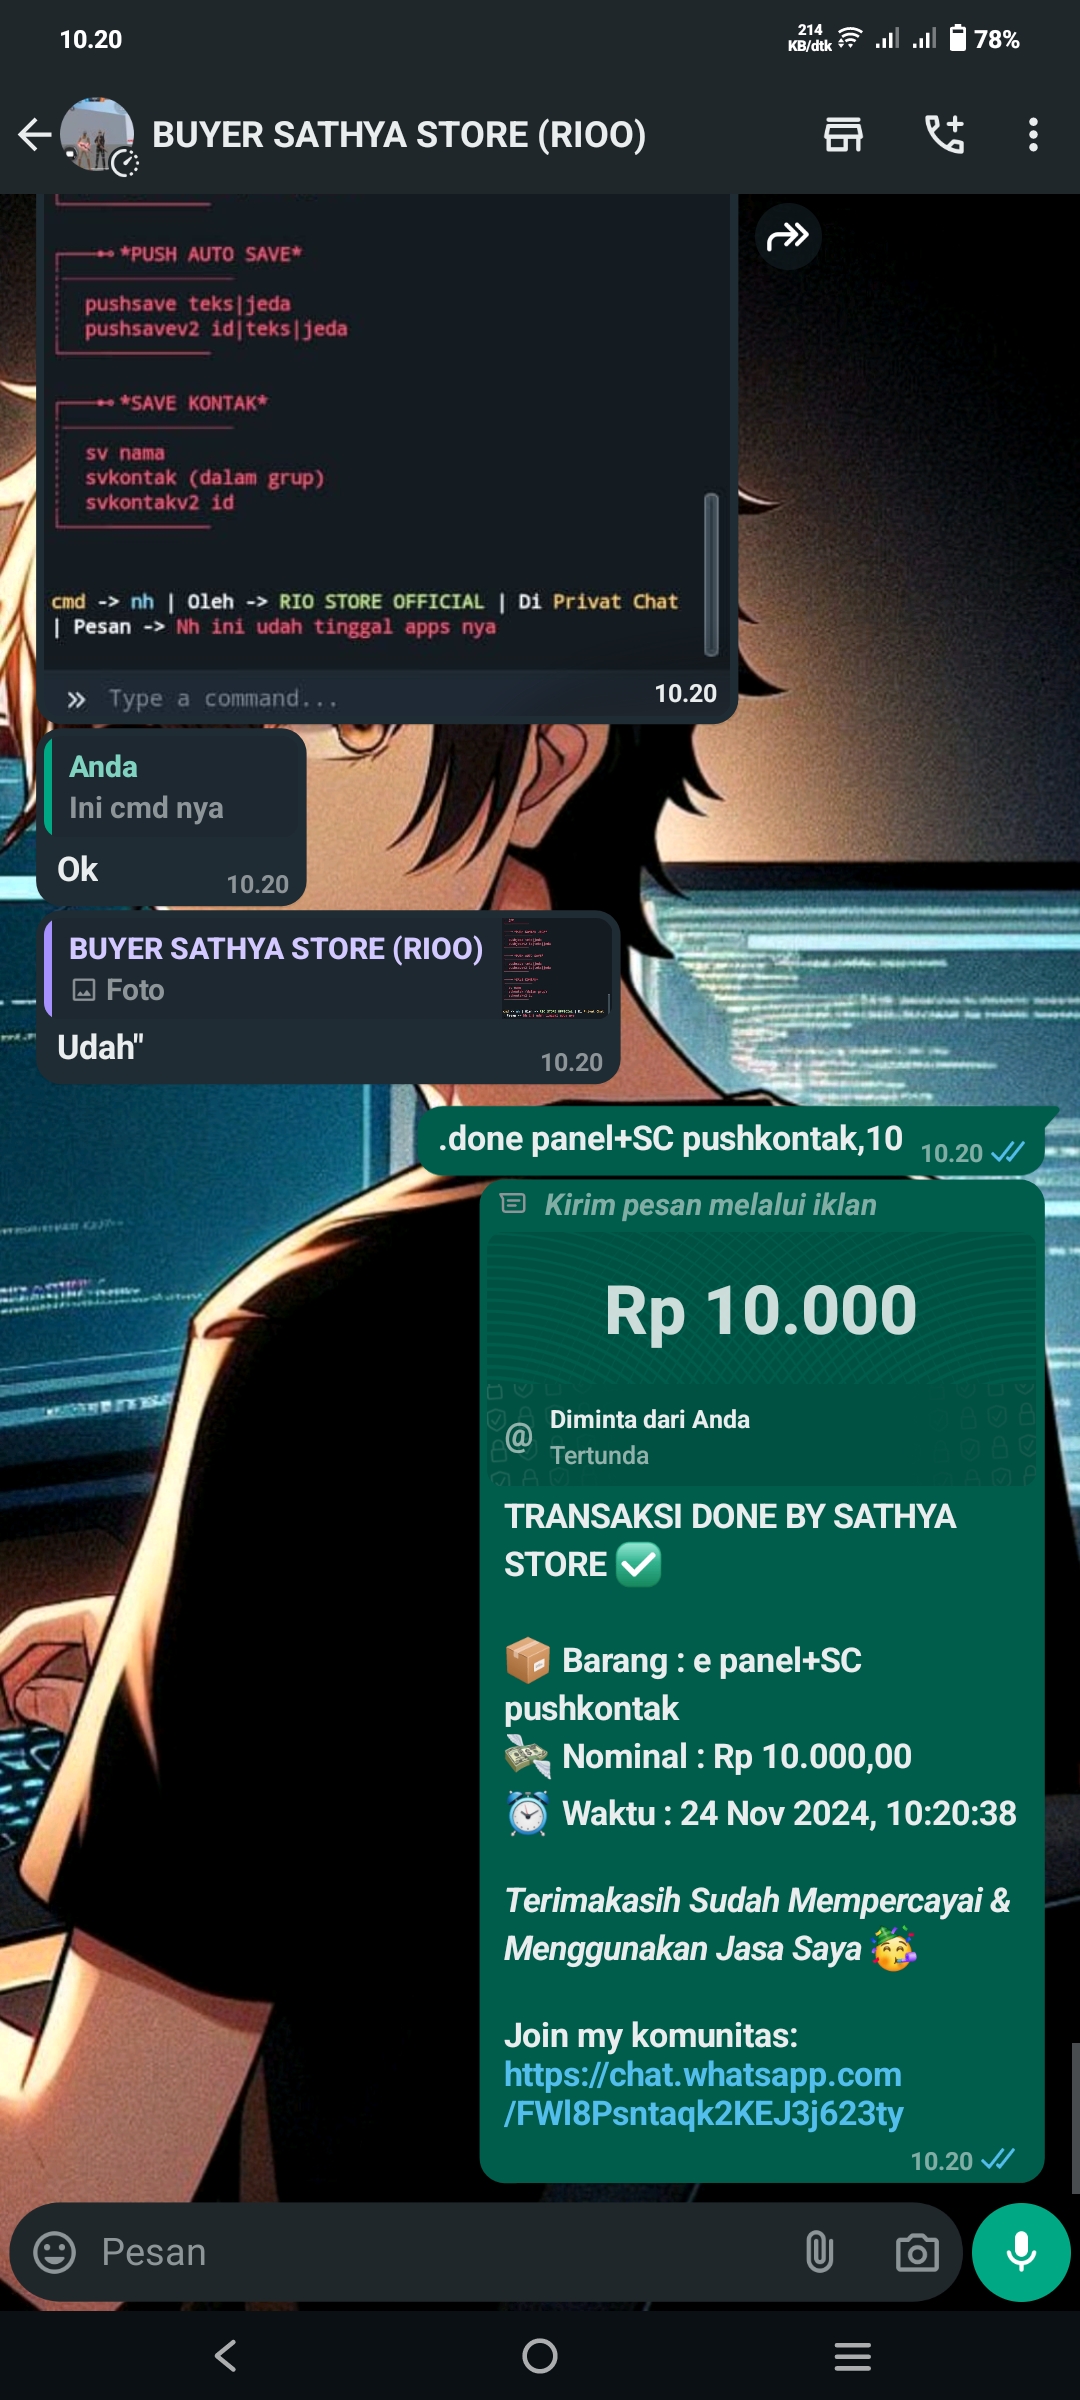 10.20
214
KB/dtk
78%
BUYER SATHYA STORE (RIOO)
*PUSH AUTO SAVE*
pushsave teks|jeda
pushsavev2 id|teks|jeda
*SAVE KONTAK*
sv nama
svkontak (dalam grup)
svkontakv2 id
cmd -> nh | Oleh -> RIO STORE OFFICIAL | Di Privat Chat
| Pesan -> Nh ini udah tinggal apps nya
» Type a command...
10.20
Anda
Ini cmd nya
Ok
10.20
BUYER SATHYA STORE (RIOO)
Foto
Udah"
10.20
.done panel+SC pushkontak,10
10.20
Kirim pesan melalui iklan
Rp 10.000
@
Diminta dari Anda
Tertunda
TRANSAKSI DONE BY SATHYA
STORE ✅
📦 Barang : e panel+SC
pushkontak
💸 Nominal : Rp 10.000,00
⏰ Waktu : 24 Nov 2024, 10:20:38
Terimakasih Sudah Mempercayai &
Menggunakan Jasa Saya 🥳
Join my komunitas:
https://chat.whatsapp.com
/FWl8Psntaqk2KEJ3j623ty
10.20
Pesan